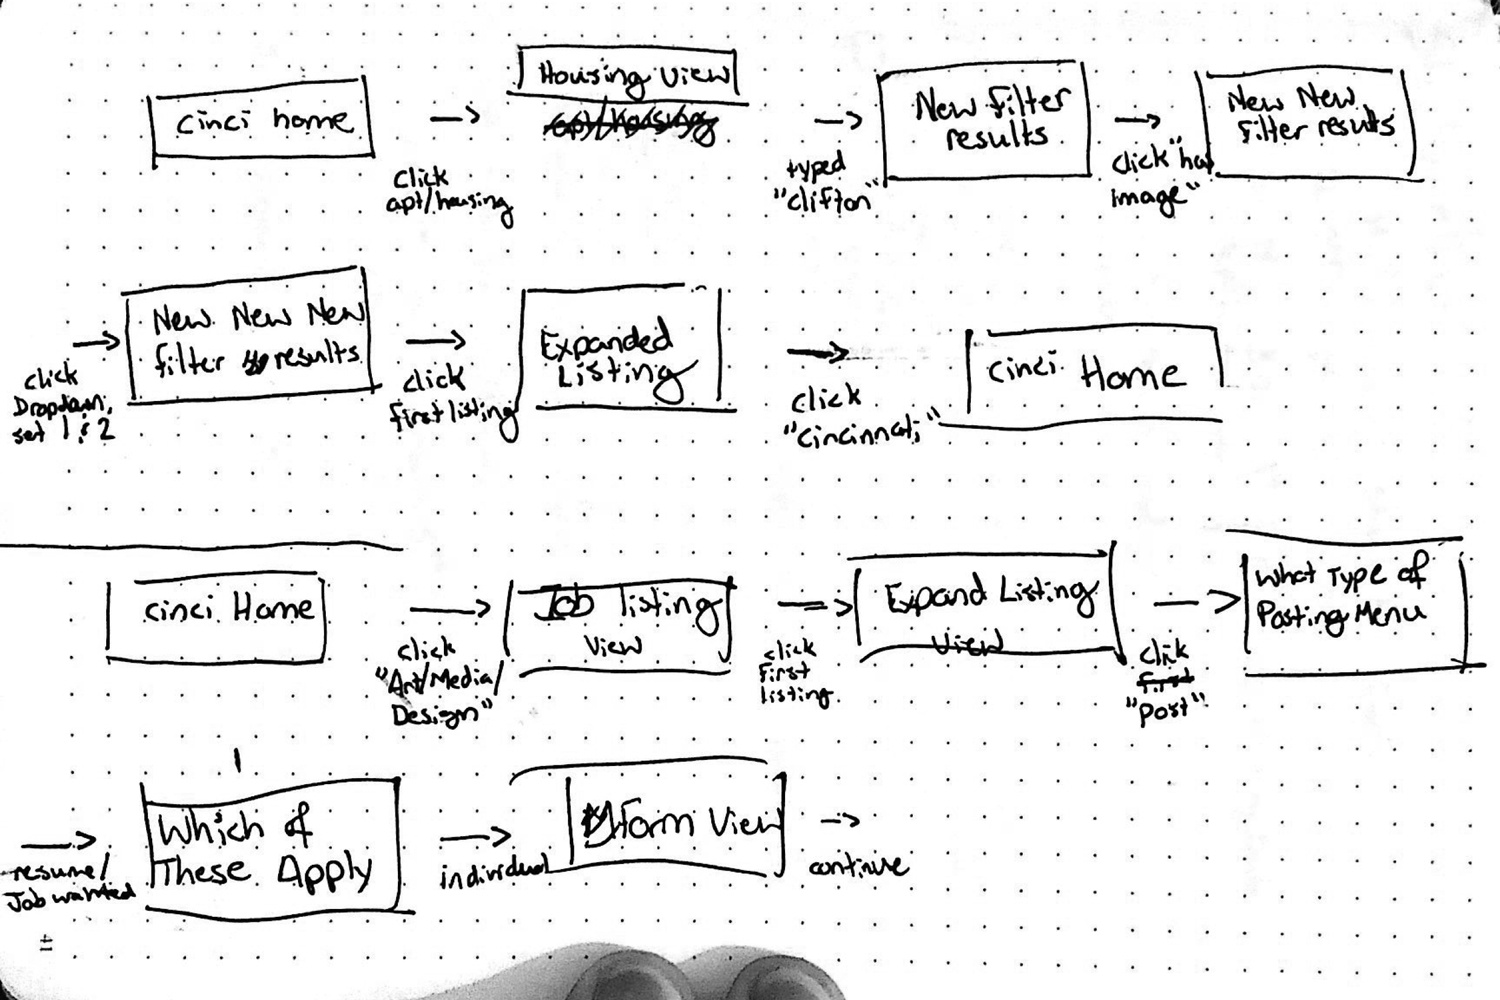 cinci home
Housing View
apt/housing
New filter
results
New New
filter results
click
apt/housing
typed
"clifton"
click "has
image"
New New New
filter results
Expanded
Listing
cinci Home
click
Dropdown,
set 1 & 2
click
first listing
click
"cincinnati"
cinci Home
Job listing
view
Expand Listing
View
What Type of
Posting Menu
click
"Art/Media/
Design"
click
first
listing
click
first
"post"
Which of
These Apply
Form View
resume/
Job wanted
individual
continue